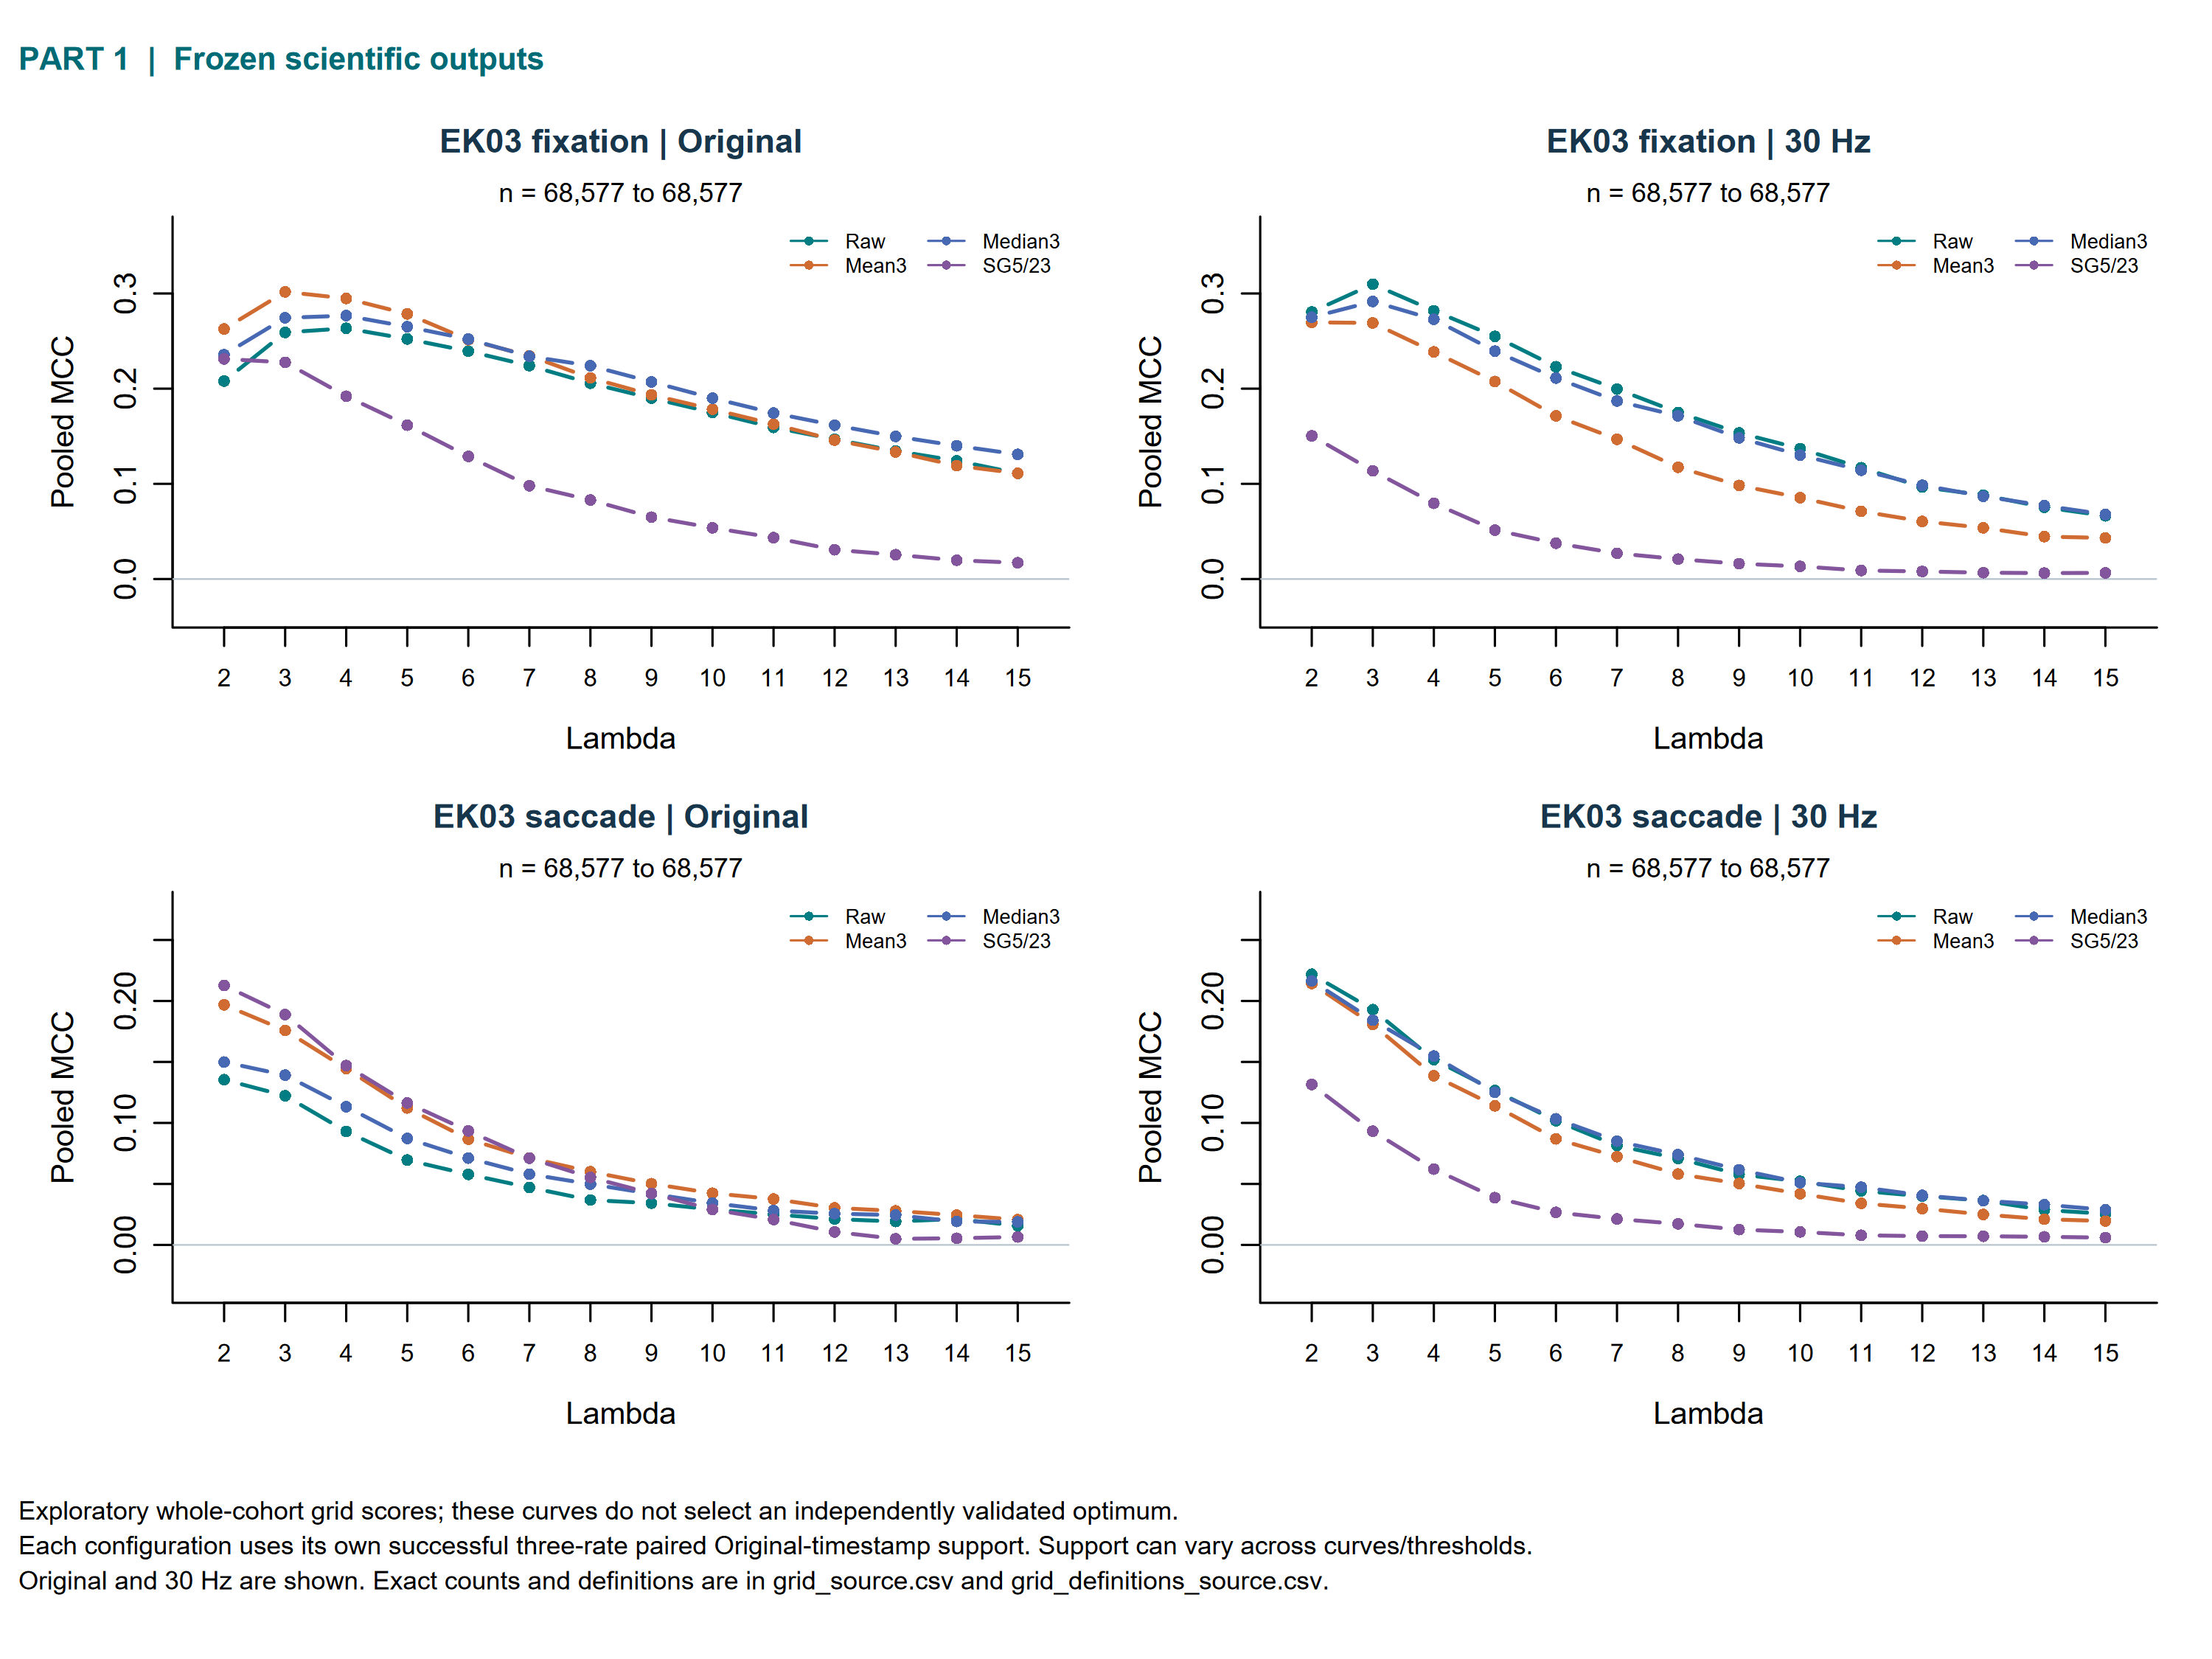 PART 1 | Frozen scientific outputs
EK03 fixation | Original
n = 68,577 to 68,577
Raw
Median3
Mean3
SG5/23
Pooled MCC
0.3
0.2
0.1
0.0
2 3 4 5 6 7 8 9 10 11 12 13 14 15
Lambda
EK03 fixation | 30 Hz
n = 68,577 to 68,577
Raw
Median3
Mean3
SG5/23
Pooled MCC
0.3
0.2
0.1
0.0
2 3 4 5 6 7 8 9 10 11 12 13 14 15
Lambda
EK03 saccade | Original
n = 68,577 to 68,577
Raw
Median3
Mean3
SG5/23
Pooled MCC
0.20
0.10
0.00
2 3 4 5 6 7 8 9 10 11 12 13 14 15
Lambda
EK03 saccade | 30 Hz
n = 68,577 to 68,577
Raw
Median3
Mean3
SG5/23
Pooled MCC
0.20
0.10
0.00
2 3 4 5 6 7 8 9 10 11 12 13 14 15
Lambda
Exploratory whole-cohort grid scores; these curves do not select an independently validated optimum.
Each configuration uses its own successful three-rate paired Original-timestamp support. Support can vary across curves/thresholds.
Original and 30 Hz are shown. Exact counts and definitions are in grid_source.csv and grid_definitions_source.csv.